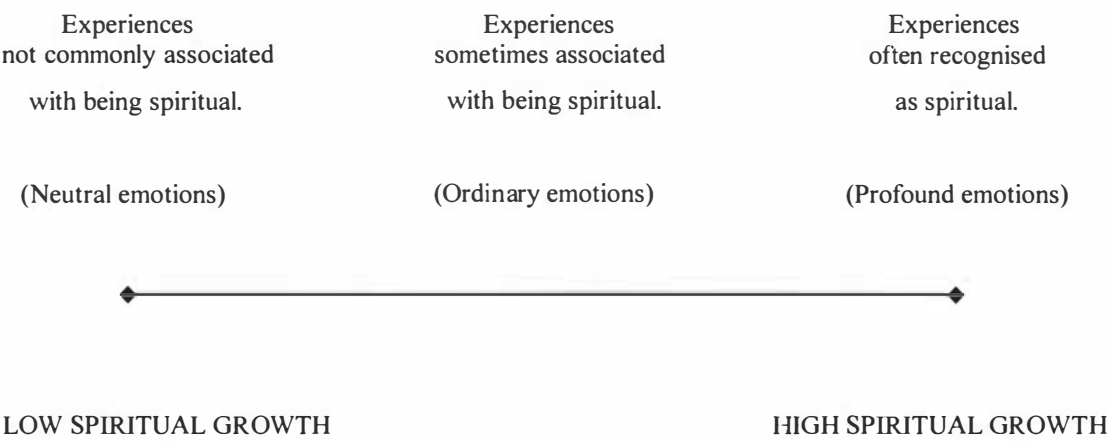 Experiences
not commonly associated
with being spiritual.
(Neutral emotions)
Experiences
sometimes associated
with being spiritual.
(Ordinary emotions)
Experiences
often recognised
as spiritual.
(Profound emotions)
LOW SPIRITUAL GROWTH
HIGH SPIRITUAL GROWTH